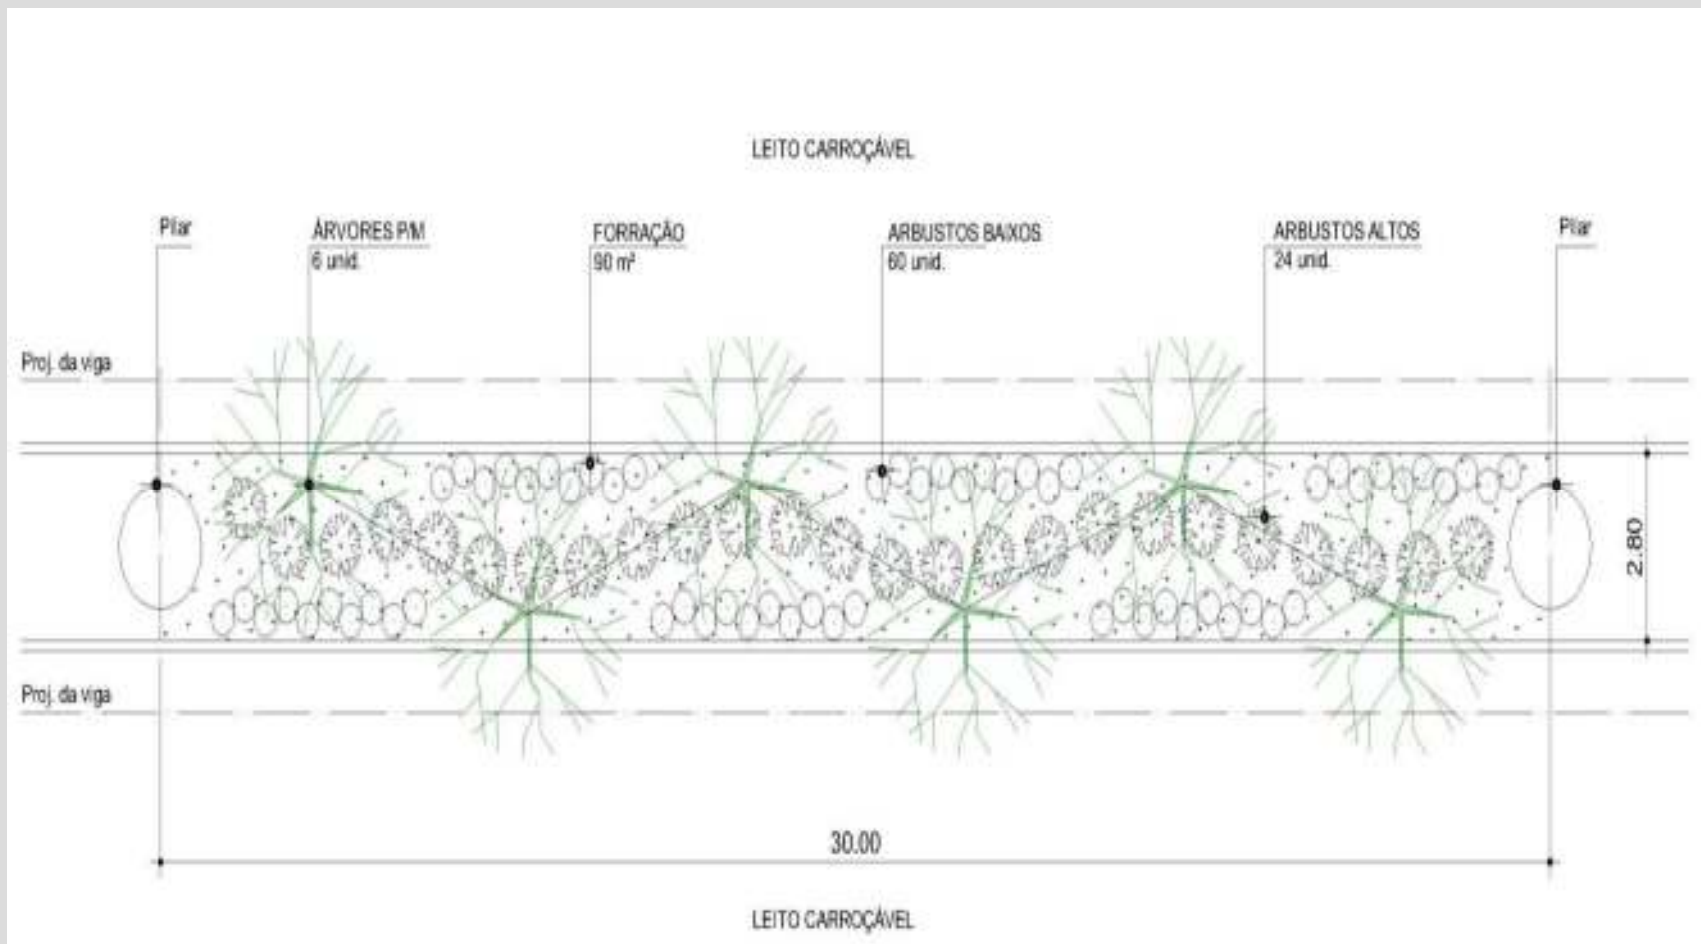 LEITO CARROÇÁVEL
Pilar
ÁRVORES P/M
6 unid.
FORRAÇÃO
90 m²
ARBUSTOS BAIXOS
60 unid.
ARBUSTOS ALTOS
24 unid.
Pilar
Proj. da viga
2.80
Proj. da viga
30.00
LEITO CARROÇÁVEL